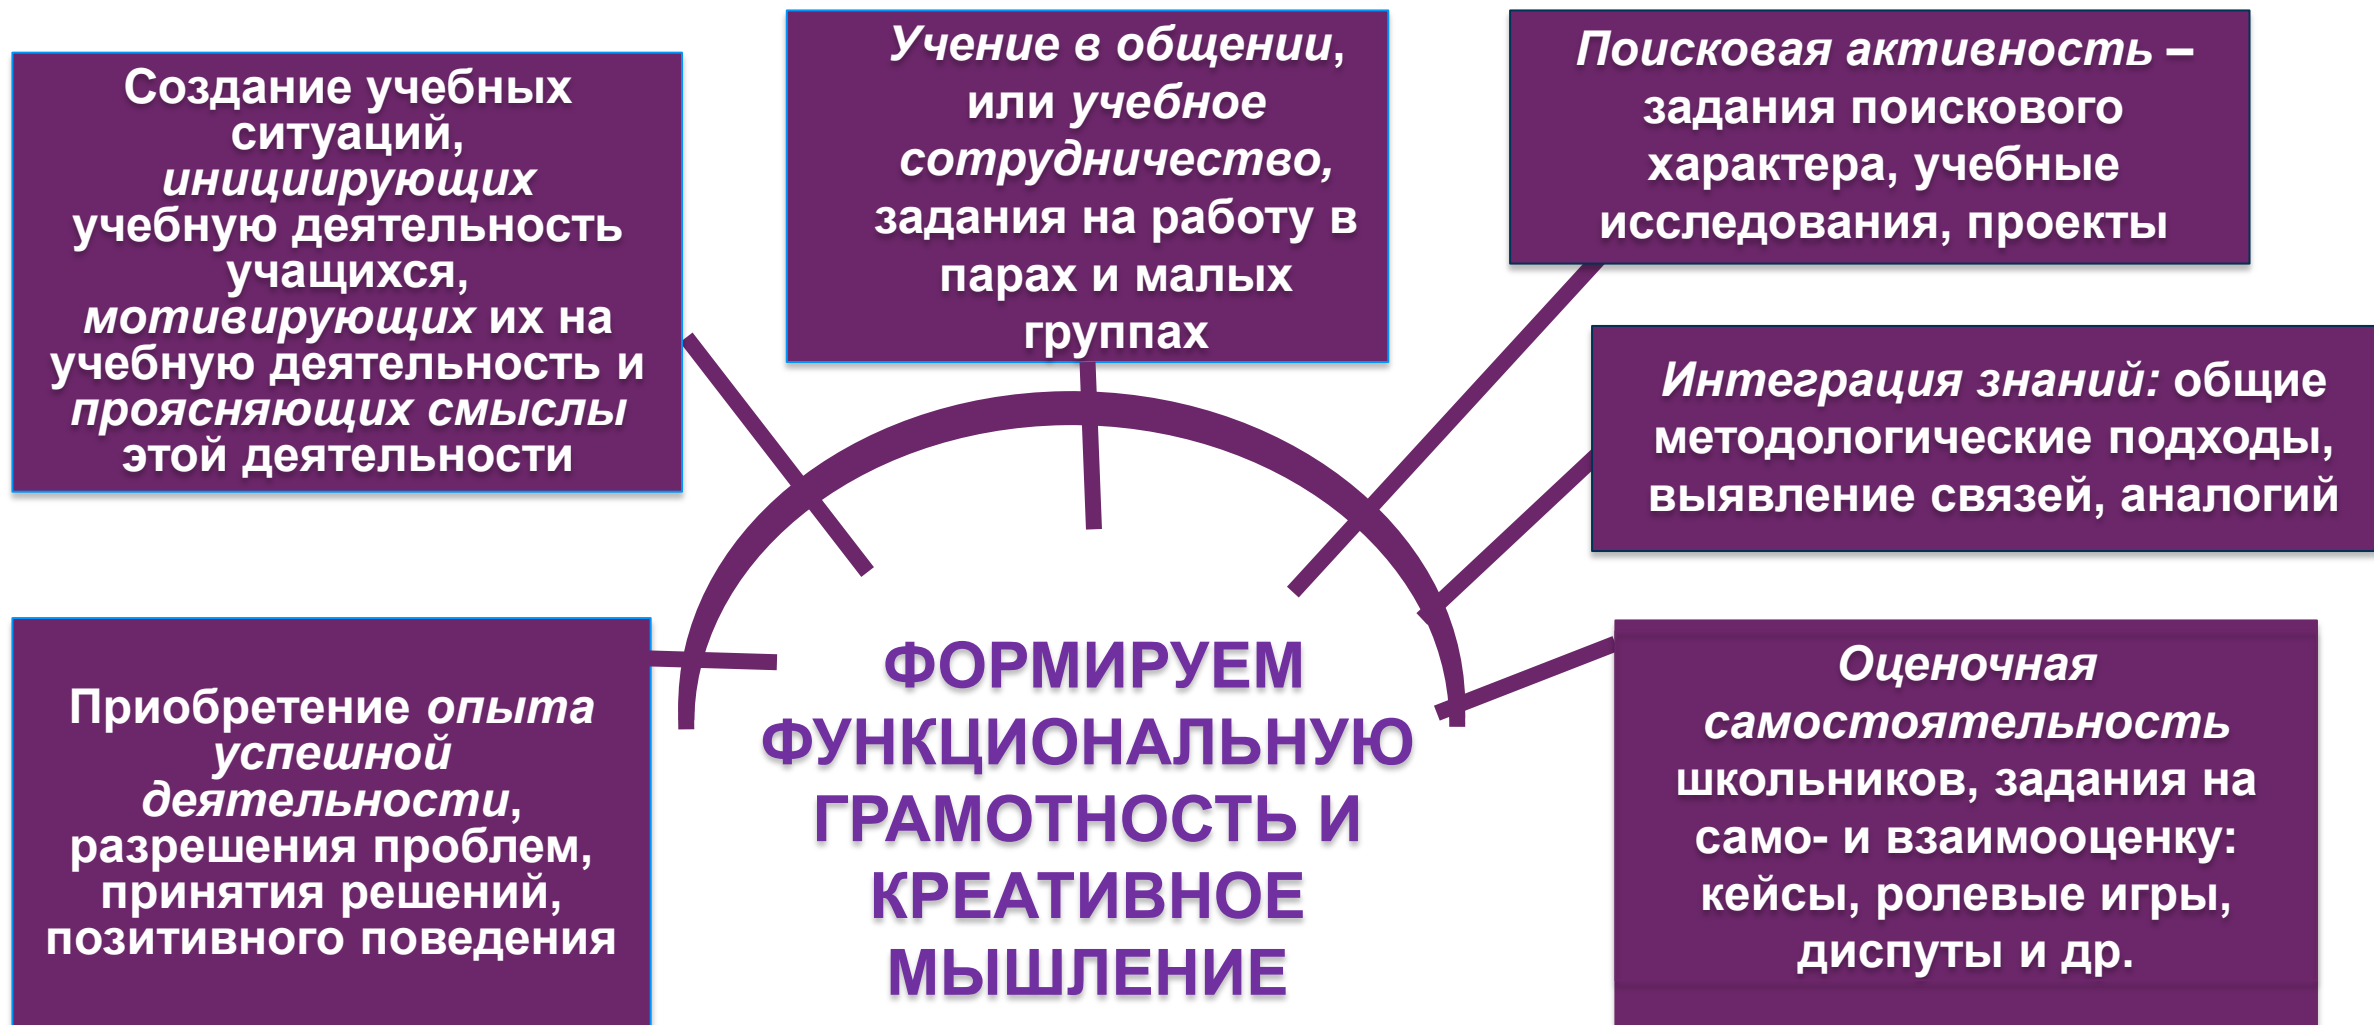 Создание учебных
ситуаций,
инициирующих
учебную деятельность
учащихся,
мотивирующих их на
учебную деятельность и
проясняющих смыслы
этой деятельности
Учение в общении,
или учебное
сотрудничество,
задания на работу в
парах и малых
группах
Поисковая активность –
задания поискового
характера, учебные
исследования, проекты
Интеграция знаний: общие
методологические подходы,
выявление связей, аналогий
Приобретение опыта
успешной
деятельности,
разрешения проблем,
принятия решений,
позитивного поведения
ФОРМИРУЕМ
ФУНКЦИОНАЛЬНУЮ
ГРАМОТНОСТЬ И
КРЕАТИВНОЕ
МЫШЛЕНИЕ
Оценочная
самостоятельность
школьников, задания на
само- и взаимооценку:
кейсы, ролевые игры,
диспуты и др.